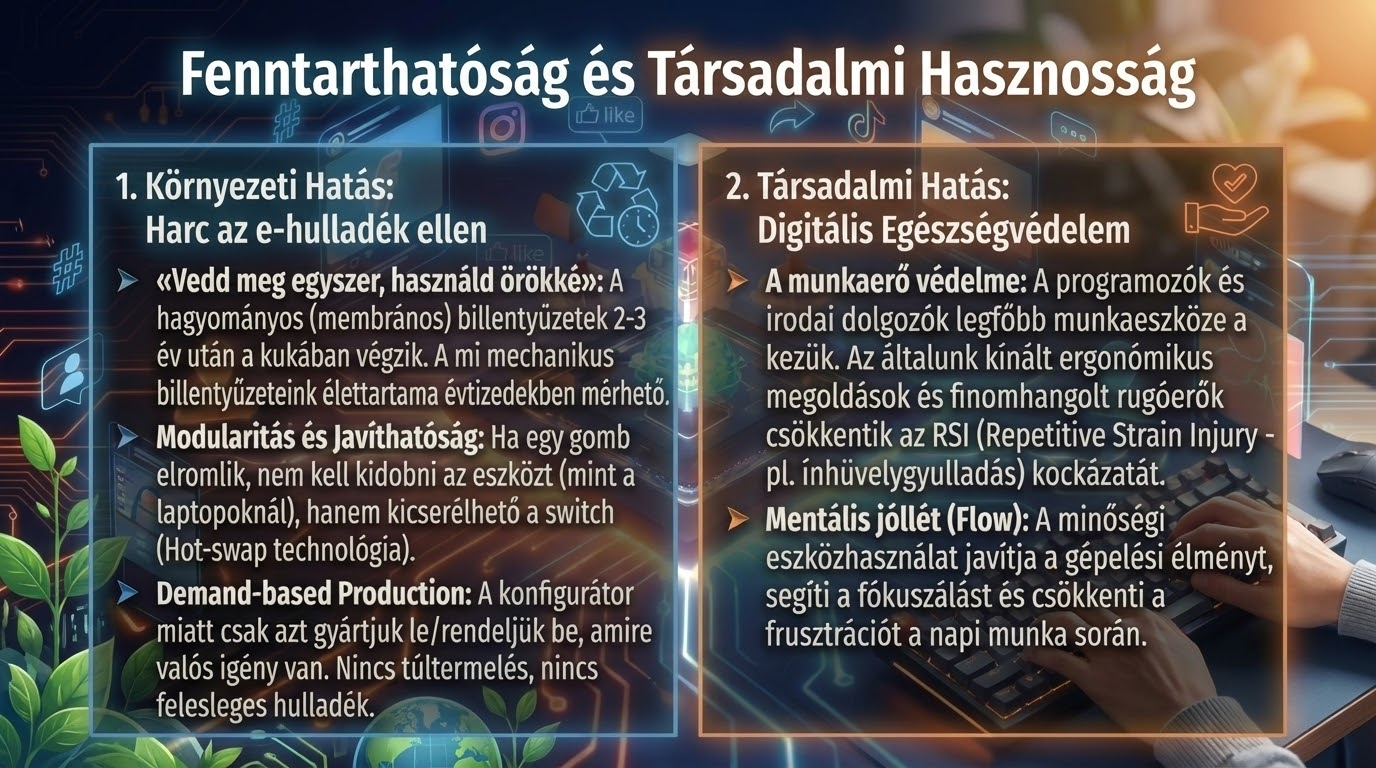 Fenntarthatóság és Társadalmi Hasznosság
like
like
1. Környezeti Hatás:
Harc az e-hulladék ellen
«Vedd meg egyszer, használd örökké»: A
hagyományos (membrános) billentyüzetek 2-3
év után a kukában végzik. A mi mechanikus
billentyüzeteink élettartama évtizedekben mérhető.
Modularitás és Javíthatóság: Ha egy gomb
elromlik, nem kell kidobni az eszközt (mint a
laptopoknál), hanem kicserélhető a switch
(Hot-swap technológía).
Demand-based Production: A konfigurátor
miatt csak azt gyártjuk le/rendeljük be, amire
valós igény van. Nincs túltermelés, nincs
felesleges hulladék.
2. Társadalmi Hatás:
Digitális Egészségvédelem
A munkaerő védelme: A programozók és
irodai dolgozók legfőbb munkaeszköze a
kezük. Az általunk kínált ergonómikus
megoldások és finomhangolt rugóerők
csökkentik az RSI (Repetitive Strain Injury -
pl. ínhüvelygyulladás) kockázatát.
Mentális jóllét (Flow): A minőségi
eszközhasználat javítja a gépelési élményt,
segíti a fókuszálást és csökkenti a
frusztrációt a napi munka során.